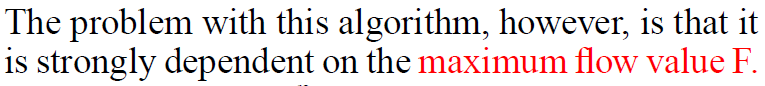 The problem with this algorithm, however, is that it
is strongly dependent on the maximum flow value F.